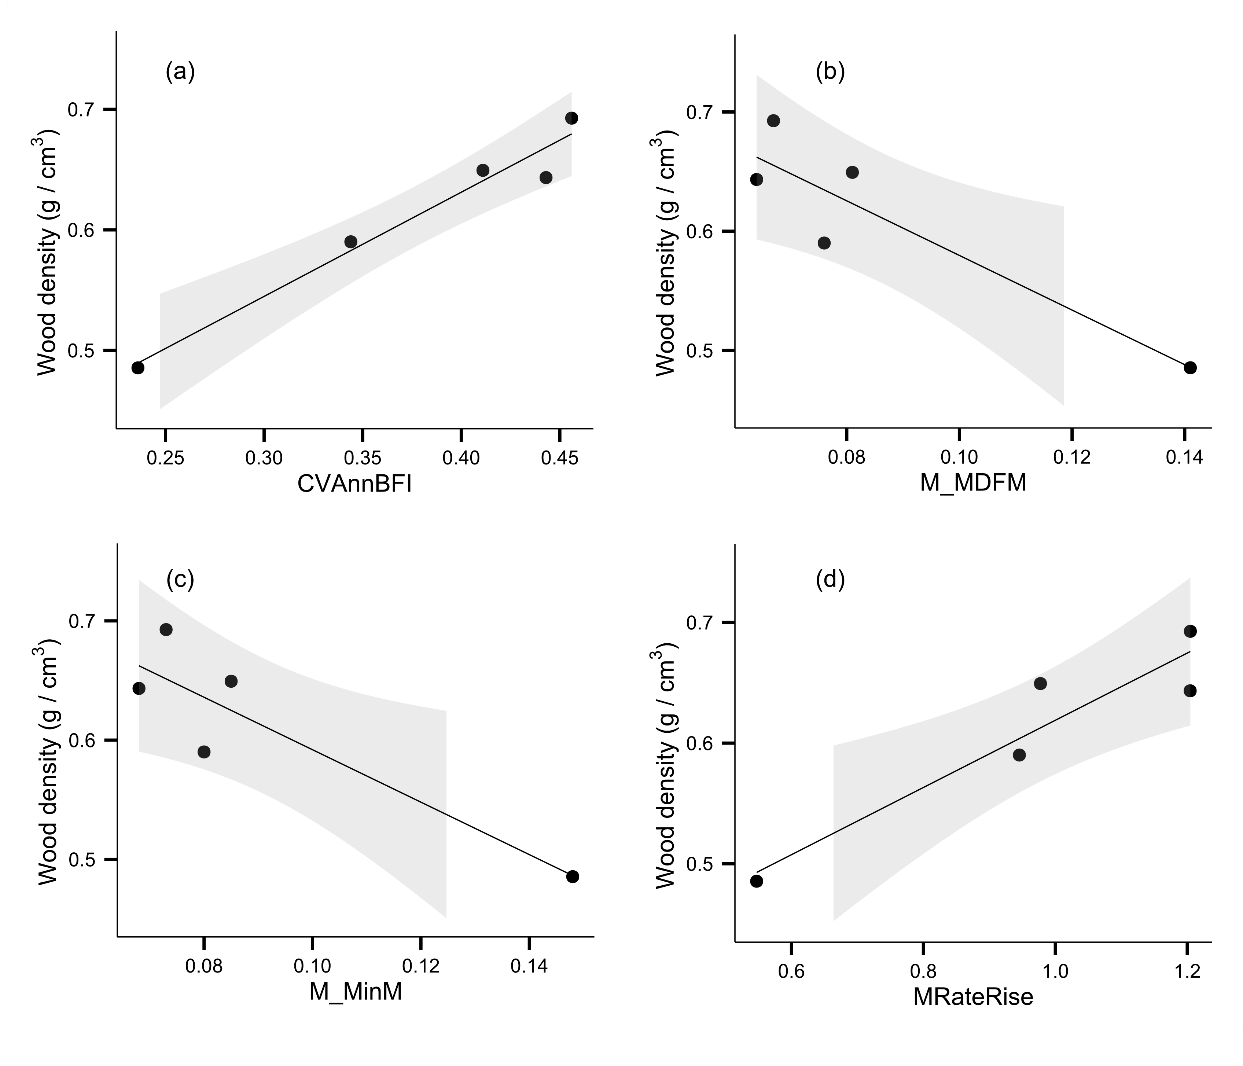 (a)
0.7
0.6
0.5
Wood density (g / cm³)
0.25 0.30 0.35 0.40 0.45
CVAnnBFI
(b)
0.7
0.6
0.5
Wood density (g / cm³)
0.08 0.10 0.12 0.14
M_MDFM
(c)
0.7
0.6
0.5
Wood density (g / cm³)
0.08 0.10 0.12 0.14
M_MinM
(d)
0.7
0.6
0.5
Wood density (g / cm³)
0.6 0.8 1.0 1.2
MRateRise